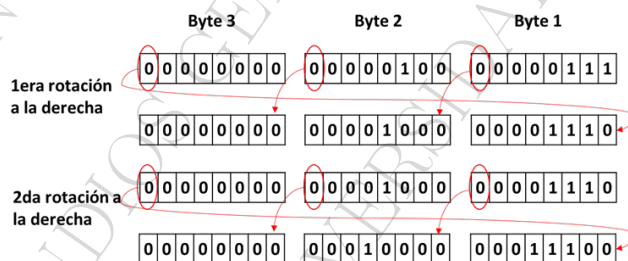 Byte 3 Byte 2 Byte 1
0 0 0 0 0 0 0 0 0 0 0 0 0 1 0 0 0 0 0 0 0 1 1 1
1era rotación
a la derecha
0 0 0 0 0 0 0 0 0 0 0 0 1 0 0 0 0 0 0 0 1 1 1 0
0 0 0 0 0 0 0 0 0 0 0 0 1 0 0 0 0 0 0 0 1 1 1 0
2da rotación a
la derecha
0 0 0 0 0 0 0 0 0 0 0 1 0 0 0 0 0 0 0 1 1 1 0 0